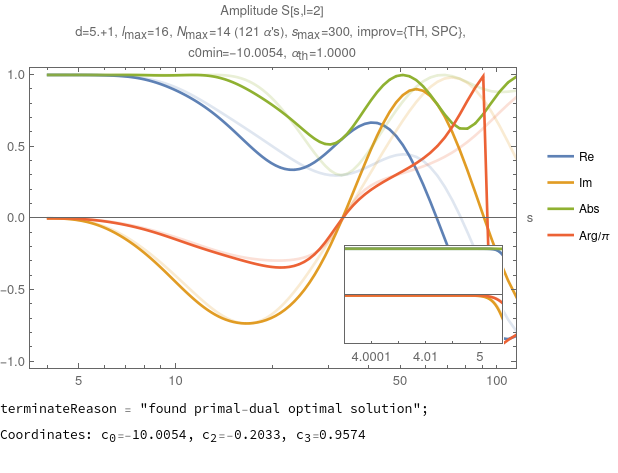 Amplitude S[s,l=2]
d=5.+1, lmax=16, Nmax=14 (121 α's), smax=300, improv={TH, SPC},
c0min=−10.0054, αth=1.0000
1.0
0.5
0.0
−0.5
−1.0
s
Re
Im
Abs
Arg/π
4.0001 4.01 5
5 10 50 100
terminateReason = "found primal-dual optimal solution";
Coordinates: c0=−10.0054, c2=−0.2033, c3=0.9574